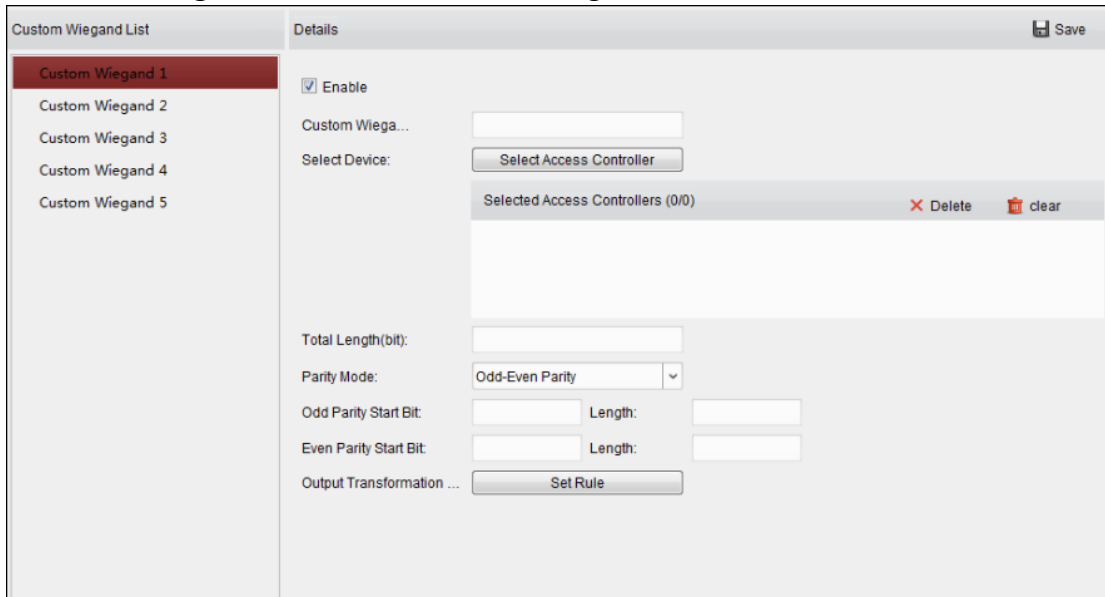 Custom Wiegand List
Details
Save
Custom Wiegand 1
Custom Wiegand 2
Custom Wiegand 3
Custom Wiegand 4
Custom Wiegand 5
Enable
Custom Wiega...
Select Device: Select Access Controller
Selected Access Controllers (0/0) Delete clear
Total Length(bit):
Parity Mode: Odd-Even Parity
Odd Parity Start Bit: Length:
Even Parity Start Bit: Length:
Output Transformation ... Set Rule